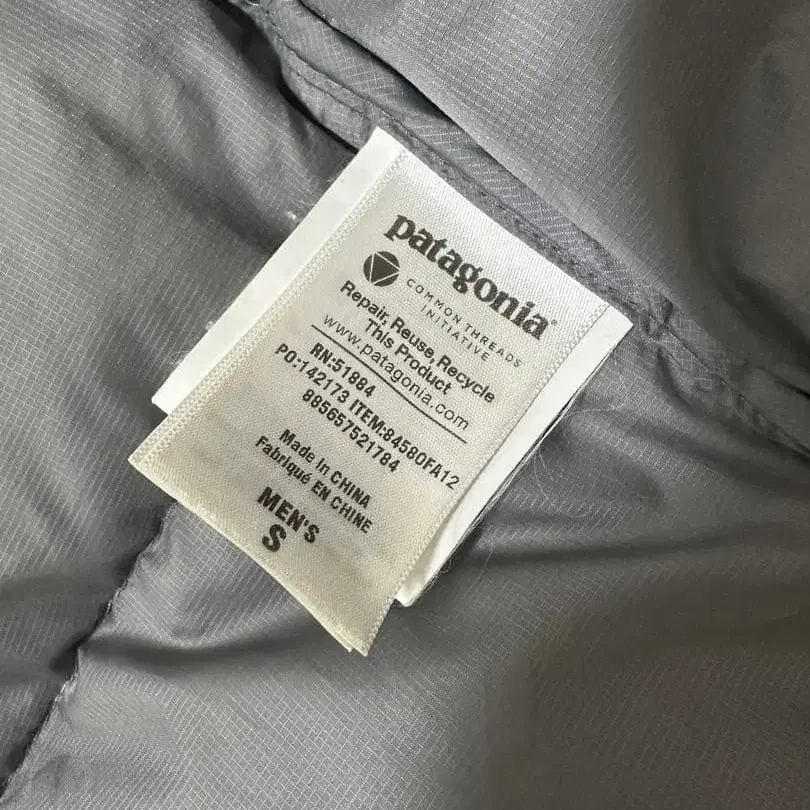 patagonia®
COMMON THREADS
INITIATIVE
Repair, Reuse, Recycle
This Product
www.patagonia.com
RN:51884
PO:142173 ITEM:84580FA12
885657521784
Made in CHINA
Fabriqué EN CHINE
MEN'S
S